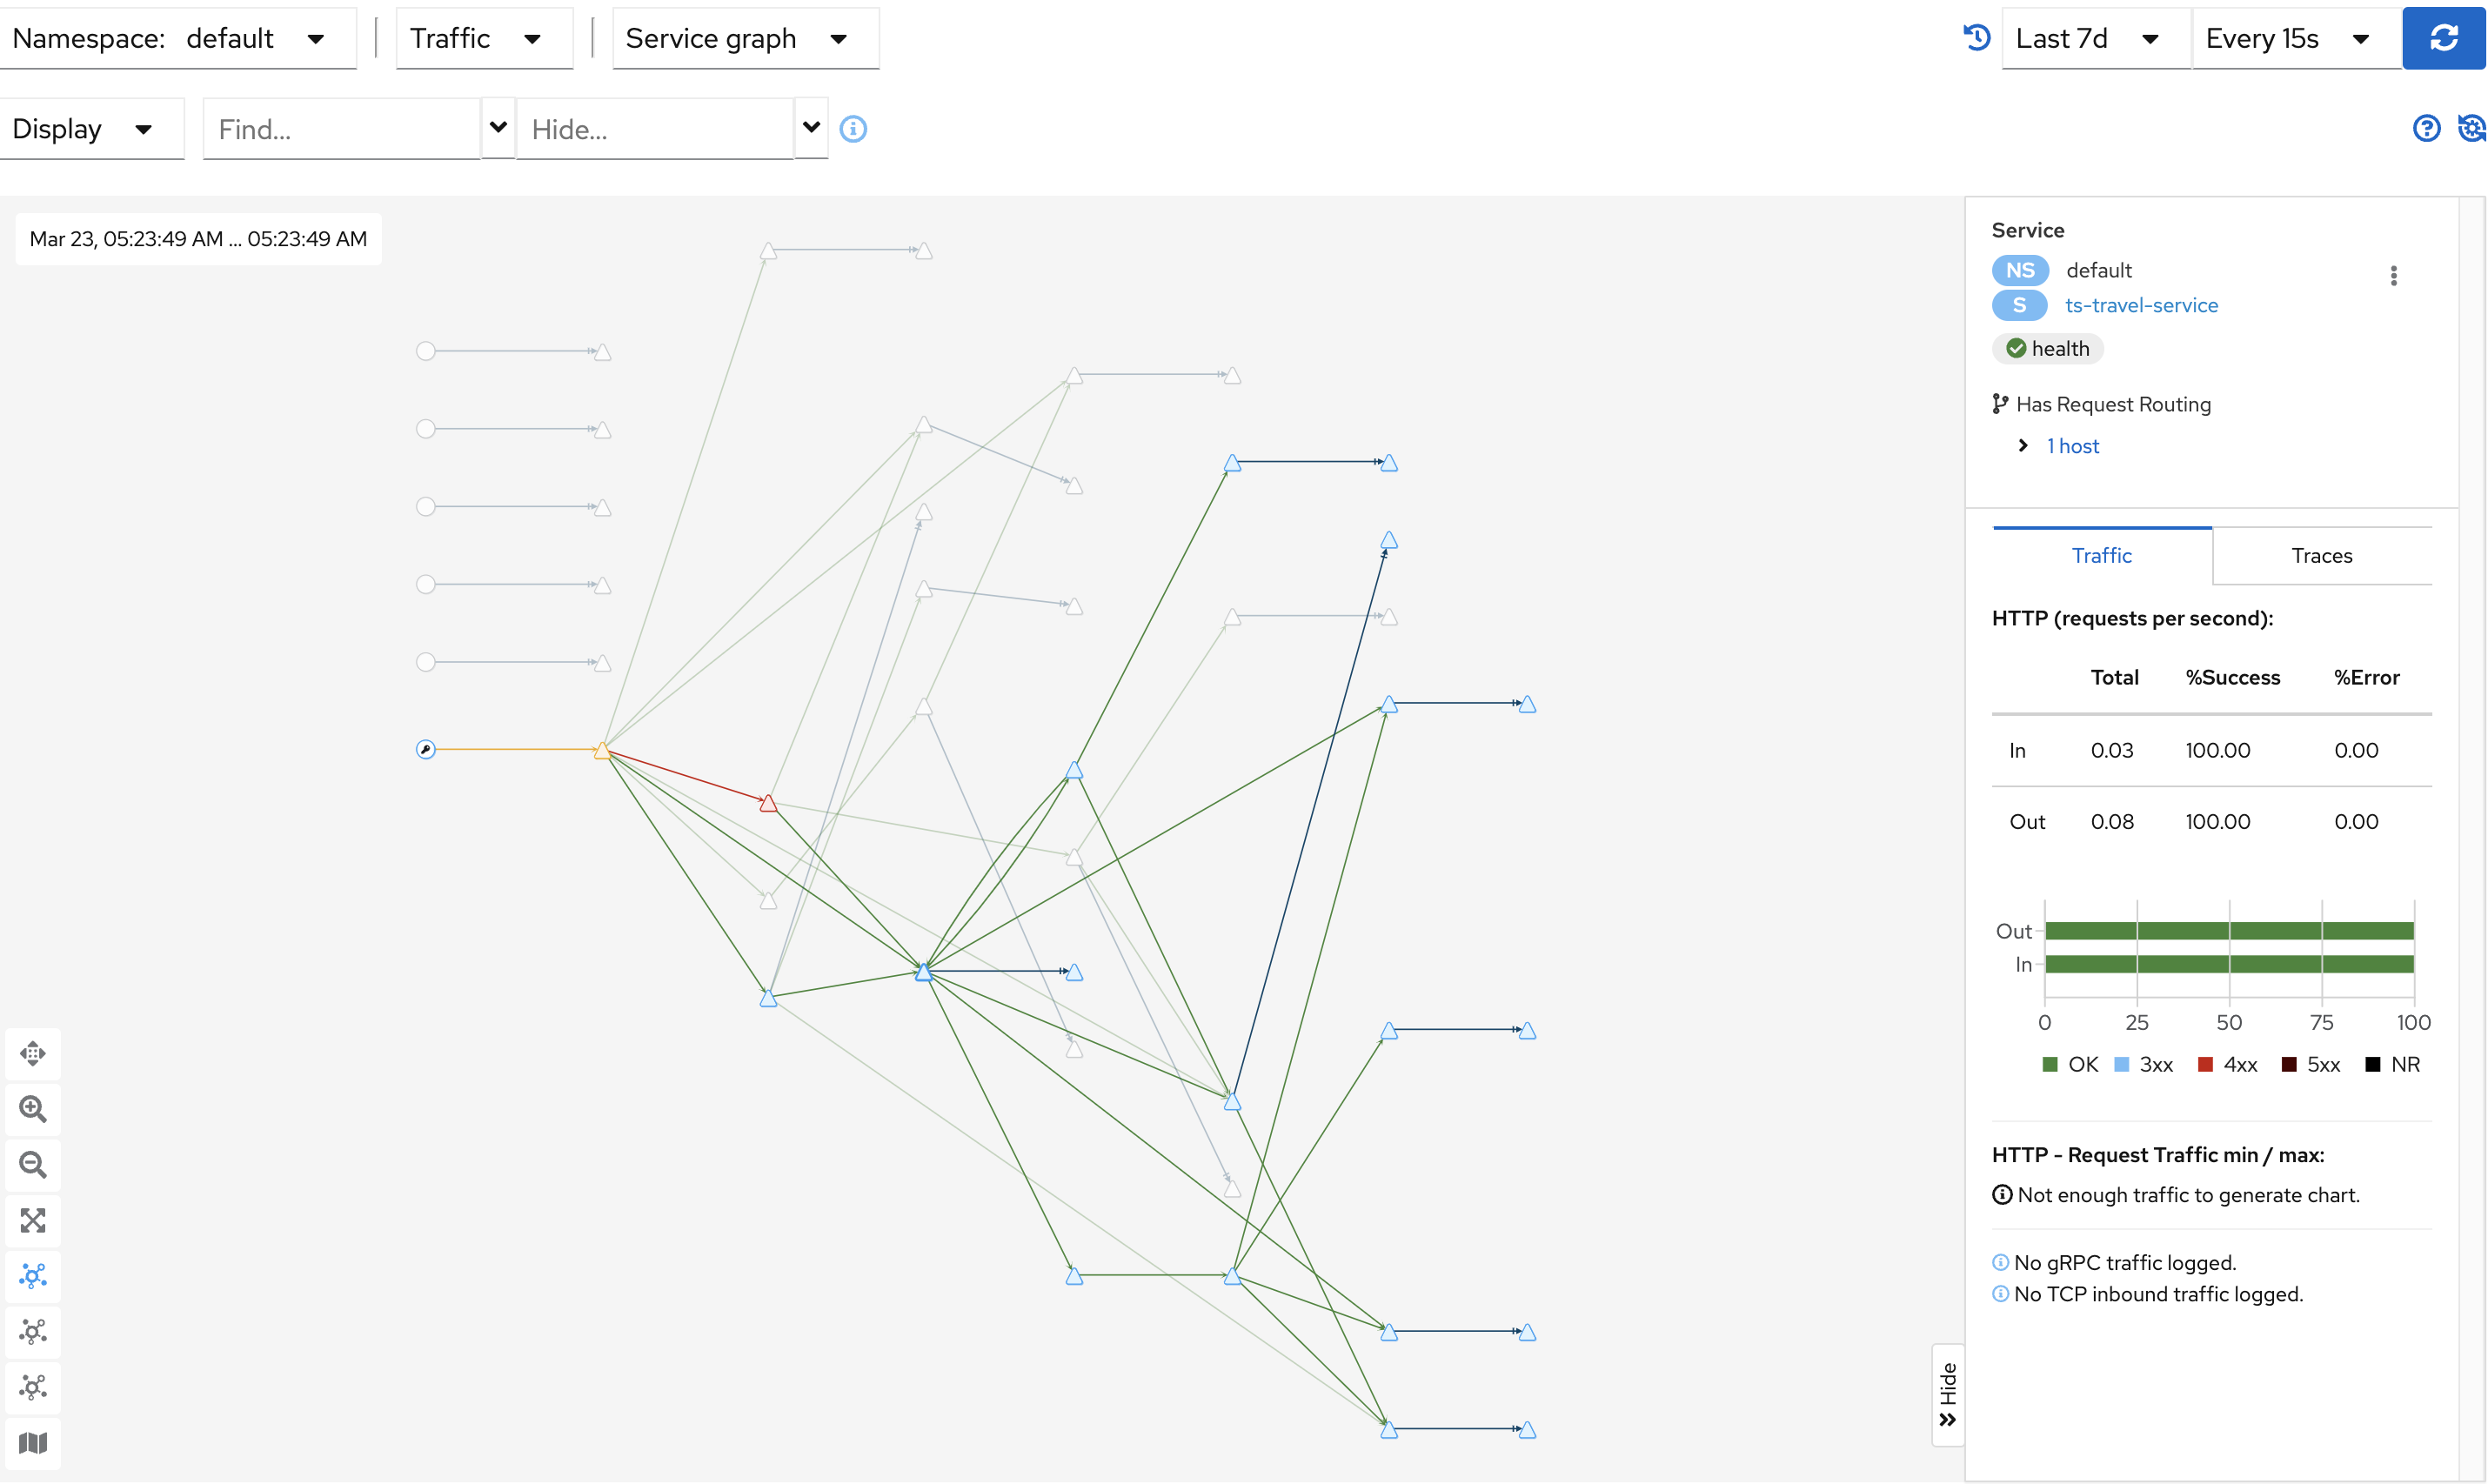 Namespace: default
Traffic
Service graph
Last 7d
Every 15s
Display
Find...
Hide...
Mar 23, 05:23:49 AM ... 05:23:49 AM
Service
NS default
S ts-travel-service
health
Has Request Routing
1 host
Traffic
Traces
HTTP (requests per second):
Total %Success %Error
In 0.03 100.00 0.00
Out 0.08 100.00 0.00
Out
In
0 25 50 75 100
OK 3xx 4xx 5xx NR
HTTP - Request Traffic min / max:
Not enough traffic to generate chart.
No gRPC traffic logged.
No TCP inbound traffic logged.
Hide